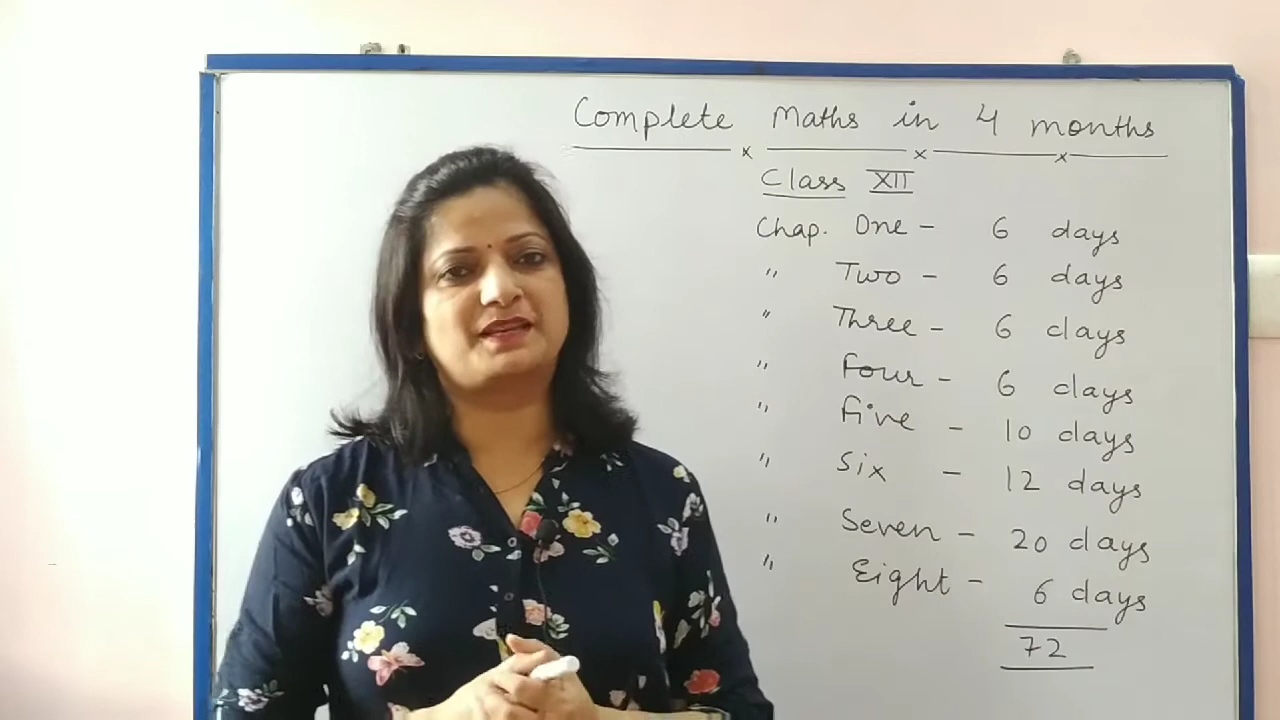 Complete Maths in 4 months
Class XII
Chap. One - 6 days
" Two - 6 days
" Three - 6 days
" Four - 6 days
" Five - 10 days
" Six - 12 days
" Seven - 20 days
" Eight - 6 days
72